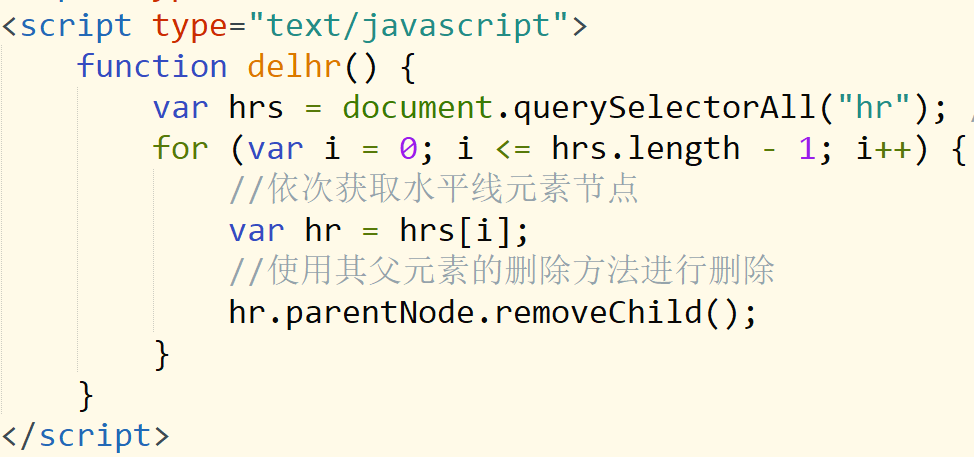 <script type="text/javascript">
function delhr() {
var hrs = document.querySelectorAll("hr"); /
for (var i = 0; i <= hrs.length - 1; i++) {
//依次获取水平线元素节点
var hr = hrs[i];
//使用其父元素的删除方法进行删除
hr.parentNode.removeChild();
}
}
</script>